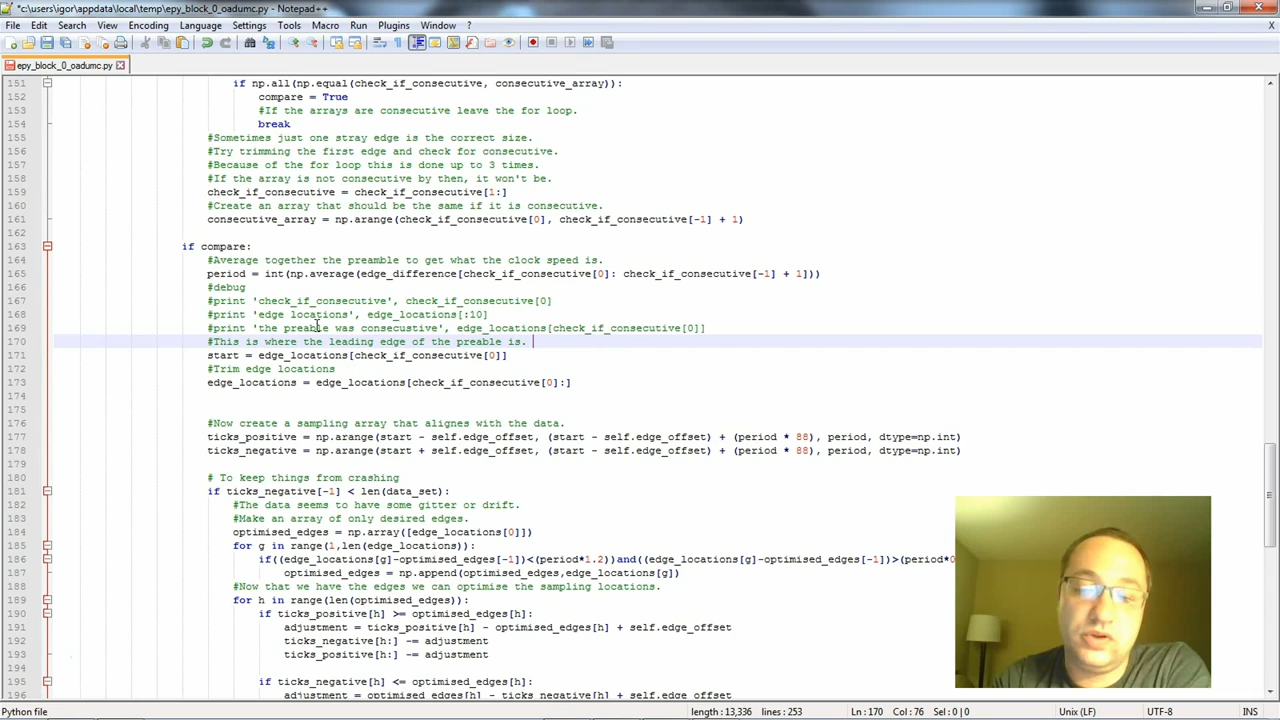 *c:\users\igor\appdata\local\temp\epy_block_0_oadumc.py - Notepad++
File Edit Search View Encoding Language Settings Tools Macro Run Plugins Window ?
X
epy_block_0_oadumc.py
151 if np.all(np.equal(check_if_consecutive, consecutive_array)):
152 compare = True
153 #If the arrays are consecutive leave the for loop.
154 break
155 #Sometimes just one stray edge is the correct size.
156 #Try trimming the first edge and check for consecutive.
157 #Because of the for loop this is done up to 3 times.
158 #If the array is not consecutive by then, it won't be.
159 check_if_consecutive = check_if_consecutive[1:]
160 #Create an array that should be the same if it is consecutive.
161 consecutive_array = np.arange(check_if_consecutive[0], check_if_consecutive[-1] + 1)
162
163 if compare:
164 #Average together the preamble to get what the clock speed is.
165 period = int(np.average(edge_difference[check_if_consecutive[0]: check_if_consecutive[-1] + 1]))
166 #debug
167 #print 'check_if_consecutive', check_if_consecutive[0]
168 #print 'edge locations', edge_locations[:10]
169 #print 'the preable was consecustive', edge_locations[check_if_consecutive[0]]
170 #This is where the leading edge of the preable is.
171 start = edge_locations[check_if_consecutive[0]]
172 #Trim edge locations
173 edge_locations = edge_locations[check_if_consecutive[0]:]
174
175
176 #Now create a sampling array that alignes with the data.
177 ticks_positive = np.arange(start - self.edge_offset, (start - self.edge_offset) + (period * 88), period, dtype=np.int)
178 ticks_negative = np.arange(start + self.edge_offset, (start - self.edge_offset) + (period * 88), period, dtype=np.int)
179
180 # To keep things from crashing
181 if ticks_negative[-1] < len(data_set):
182 #The data seems to have some gitter or drift.
183 #Make an array of only desired edges.
184 optimised_edges = np.array([edge_locations[0]])
185 for g in range(1,len(edge_locations)):
186 if((edge_locations[g]-optimised_edges[-1])<(period*1.2))and((edge_locations[g]-optimised_edges[-1])>(period*0
187 optimised_edges = np.append(optimised_edges,edge_locations[g])
188 #Now that we have the edges we can optimise the sampling locations.
189 for h in range(len(optimised_edges)):
190 if ticks_positive[h] >= optimised_edges[h]:
191 adjustment = ticks_positive[h] - optimised_edges[h] + self.edge_offset
192 ticks_negative[h:] -= adjustment
193 ticks_positive[h:] -= adjustment
194
195 if ticks_negative[h] <= optimised_edges[h]:
196 adjustment = optimised_edges[h] - ticks_negative[h] + self.edge_offset
Python file length : 13,336 lines : 253 Ln : 170 Col : 76 Sel : 0 | 0 Unix (LF) UTF-8 INS